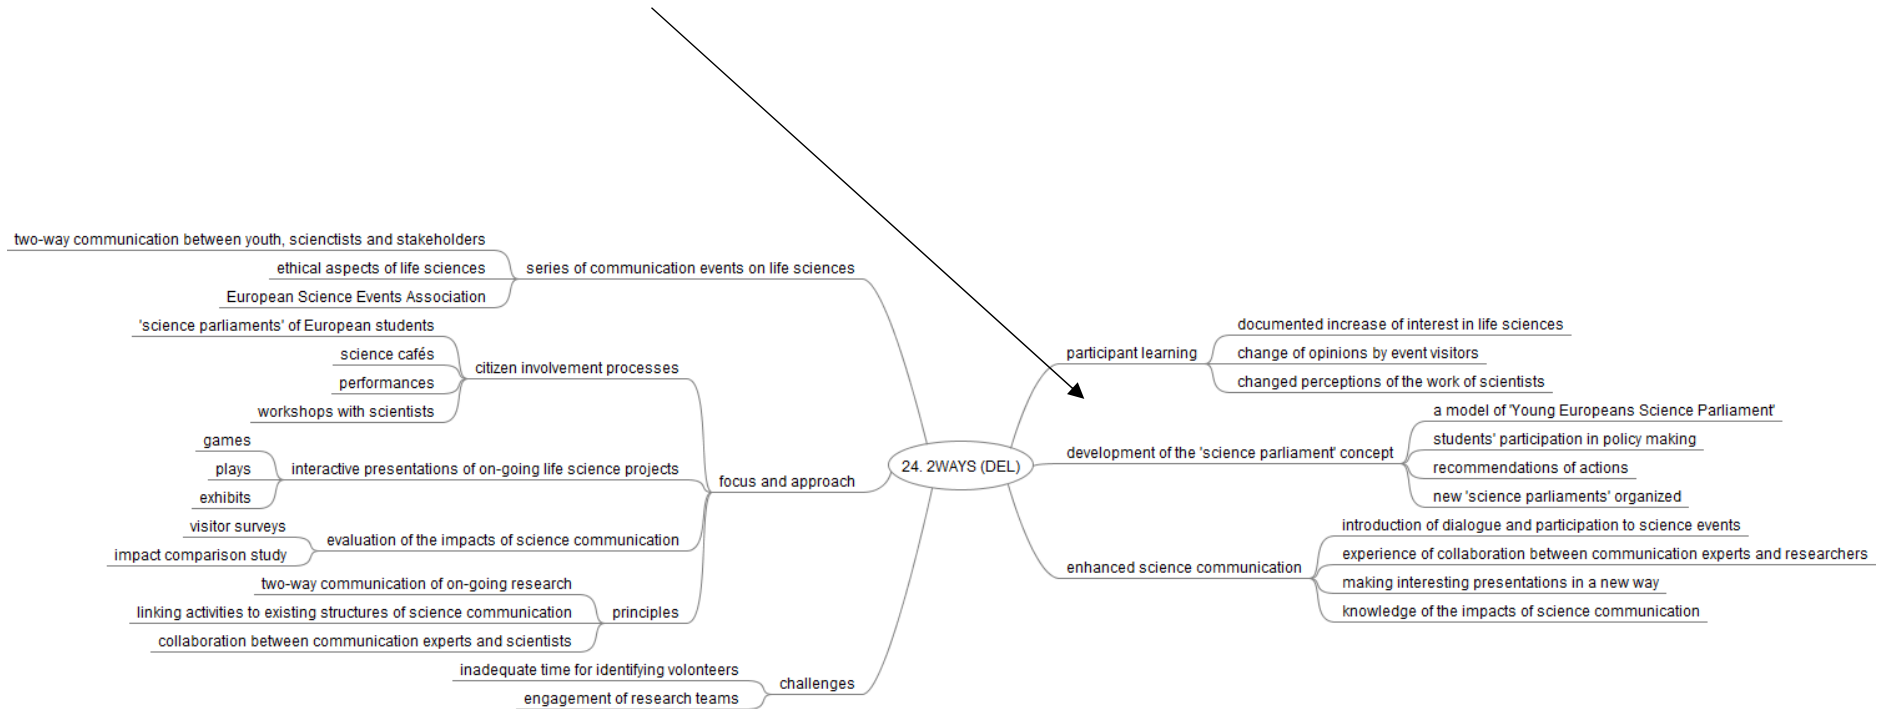 two-way communication between youth, scienctists and stakeholders
ethical aspects of life sciences
European Science Events Association
series of communication events on life sciences
'science parliaments' of European students
science cafés
performances
workshops with scientists
citizen involvement processes
games
plays
exhibits
interactive presentations of on-going life science projects
visitor surveys
impact comparison study
evaluation of the impacts of science communication
two-way communication of on-going research
linking activities to existing structures of science communication
collaboration between communication experts and scientists
principles
focus and approach
inadequate time for identifying volonteers
engagement of research teams
challenges
24. 2WAYS (DEL)
participant learning
documented increase of interest in life sciences
change of opinions by event visitors
changed perceptions of the work of scientists
development of the 'science parliament' concept
a model of 'Young Europeans Science Parliament'
students' participation in policy making
recommendations of actions
new 'science parliaments' organized
enhanced science communication
introduction of dialogue and participation to science events
experience of collaboration between communication experts and researchers
making interesting presentations in a new way
knowledge of the impacts of science communication